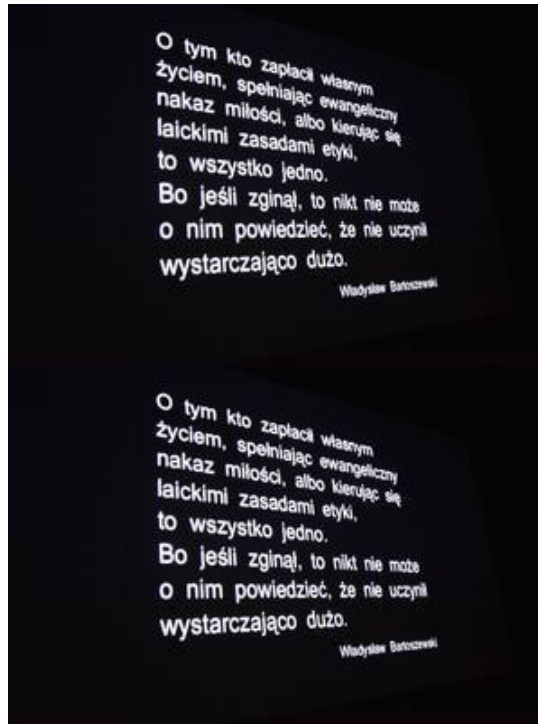 O tym kto zapłacił własnym
życiem, spełniając ewangeliczny
nakaz miłości, albo kierując się
laickimi zasadami etyki,
to wszystko jedno.
Bo jeśli zginął, to nikt nie może
o nim powiedzieć, że nie uczynił
wystarczająco dużo.
Władysław Bartoszewski
O tym kto zapłacił własnym
życiem, spełniając ewangeliczny
nakaz miłości, albo kierując się
laickimi zasadami etyki,
to wszystko jedno.
Bo jeśli zginął, to nikt nie może
o nim powiedzieć, że nie uczynił
wystarczająco dużo.
Władysław Bartoszewski